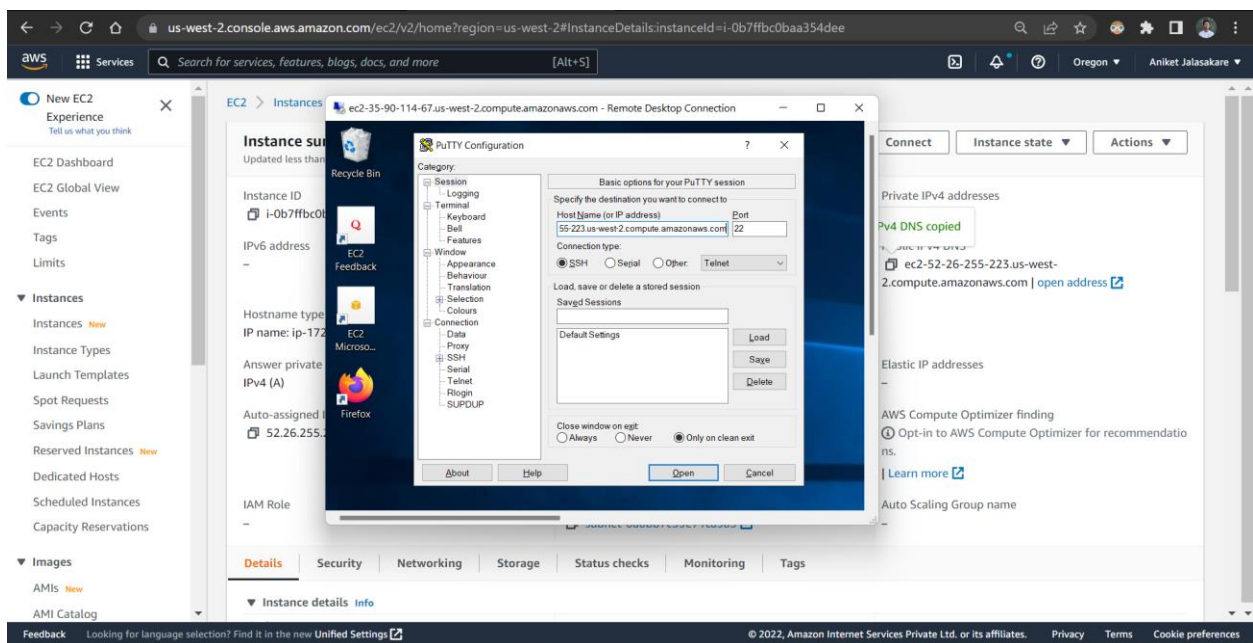 us-west-2.console.aws.amazon.com/ec2/v2/home?region=us-west-2#InstanceDetails:instanceId=i-0b7ffbc0baa354dee
aws Services Search for services, features, blogs, docs, and more [Alt+S] Oregon ▼ Aniket Jalasakare ▼
New EC2
Experience
Tell us what you think
EC2 Dashboard
EC2 Global View
Events
Tags
Limits
▼ Instances
Instances New
Instance Types
Launch Templates
Spot Requests
Savings Plans
Reserved Instances New
Dedicated Hosts
Scheduled Instances
Capacity Reservations
▼ Images
AMIs New
AMI Catalog
EC2 > Instances
Instance sur
Updated less than
Connect Instance state ▼ Actions ▼
Instance ID
i-0b7ffbc0b
IPv6 address
–
Hostname type
IP name: ip-172
Answer private
IPv4 (A)
Auto-assigned I
52.26.255.2
IAM Role
–
ec2-35-90-114-67.us-west-2.compute.amazonaws.com - Remote Desktop Connection
Recycle Bin
EC2
Feedback
EC2
Microso...
Firefox
PuTTY Configuration ? ×
Category:
Session
Logging
Terminal
Keyboard
Bell
Features
Window
Appearance
Behaviour
Translation
Selection
Colours
Connection
Data
Proxy
SSH
Serial
Telnet
Rlogin
SUPDUP
Basic options for your PuTTY session
Specify the destination you want to connect to
Host Name (or IP address) Port
55-223.us-west-2.compute.amazonaws.com 22
Connection type:
SSH Serial Other: Telnet
Load, save or delete a stored session
Saved Sessions
Default Settings
Load
Save
Delete
Close window on exit:
Always Never Only on clean exit
About Help Open Cancel
Private IPv4 addresses
Pv4 DNS copied
ec2-52-26-255-223.us-west-
2.compute.amazonaws.com | open address
Elastic IP addresses
–
AWS Compute Optimizer finding
Opt-in to AWS Compute Optimizer for recommendatio
ns.
| Learn more
Auto Scaling Group name
–
Details Security Networking Storage Status checks Monitoring Tags
▼ Instance details Info
Feedback Looking for language selection? Find it in the new Unified Settings © 2022, Amazon Internet Services Private Ltd. or its affiliates. Privacy Terms Cookie preferences